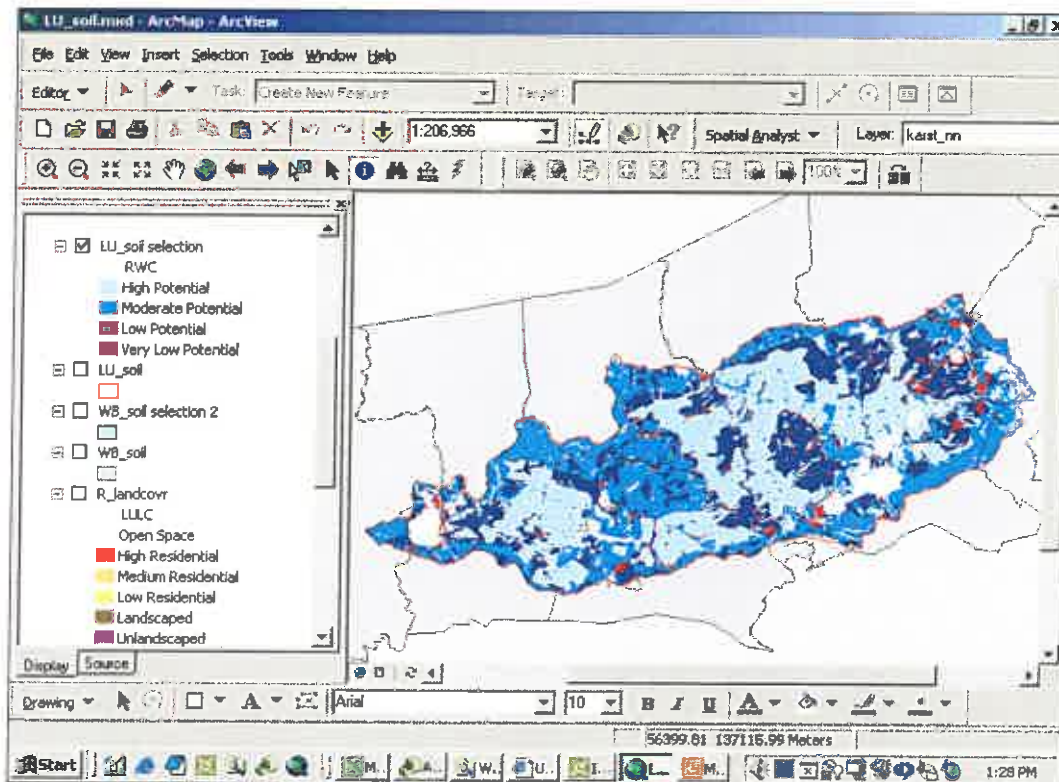 LU_soil.mxd - ArcMap - ArcView
File Edit View Insert Selection Tools Window Help
Editor Task: Create New Feature Target:
1:206,966 Spatial Analyst Layer: karst_nn
100%
LU_soil selection
RWC
High Potential
Moderate Potential
Low Potential
Very Low Potential
LU_soil
WB_soil selection 2
WB_soil
R_landcovr
LULC
Open Space
High Residential
Medium Residential
Low Residential
Landscaped
Unlandscaped
Display Source
Drawing A Arial 10 B I U A
56399.81 137116.99 Meters
Start M.. A.. W.. U.. I... L... M.. 1:28 PM